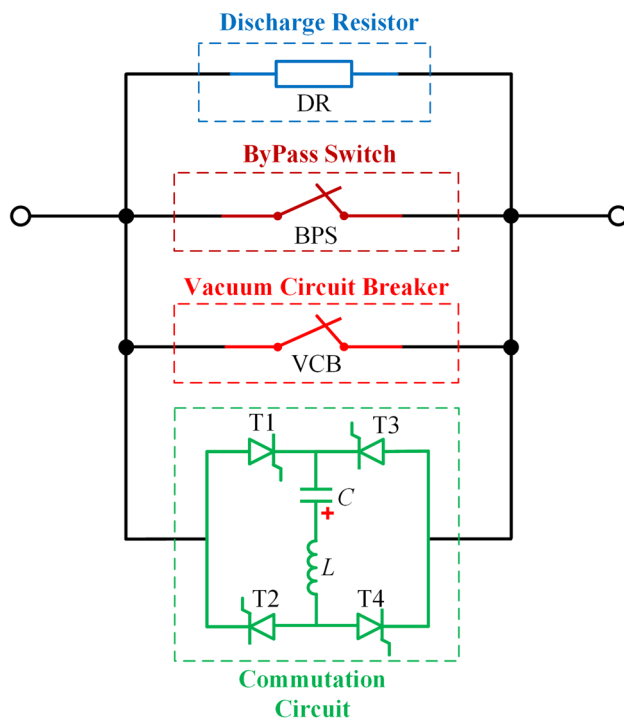 Discharge Resistor
DR
ByPass Switch
BPS
Vacuum Circuit Breaker
VCB
T1
T3
C
+
L
T2
T4
Commutation
Circuit